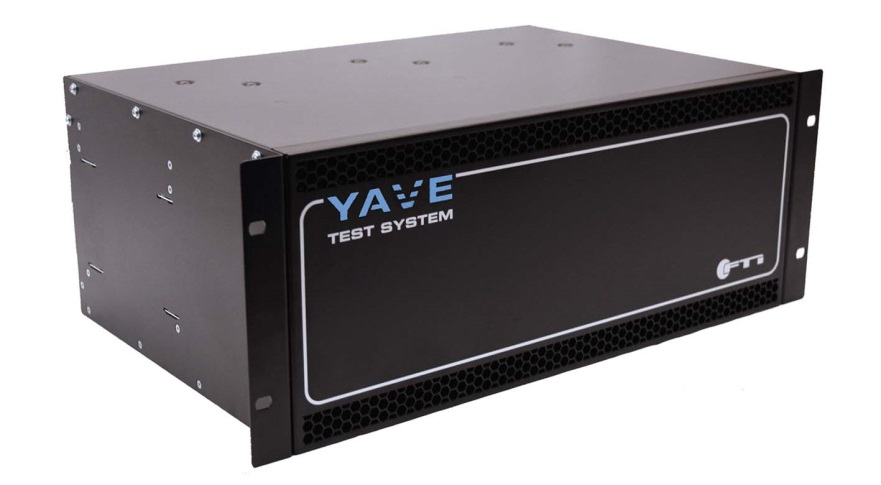 YAVE
TEST SYSTEM
FTI